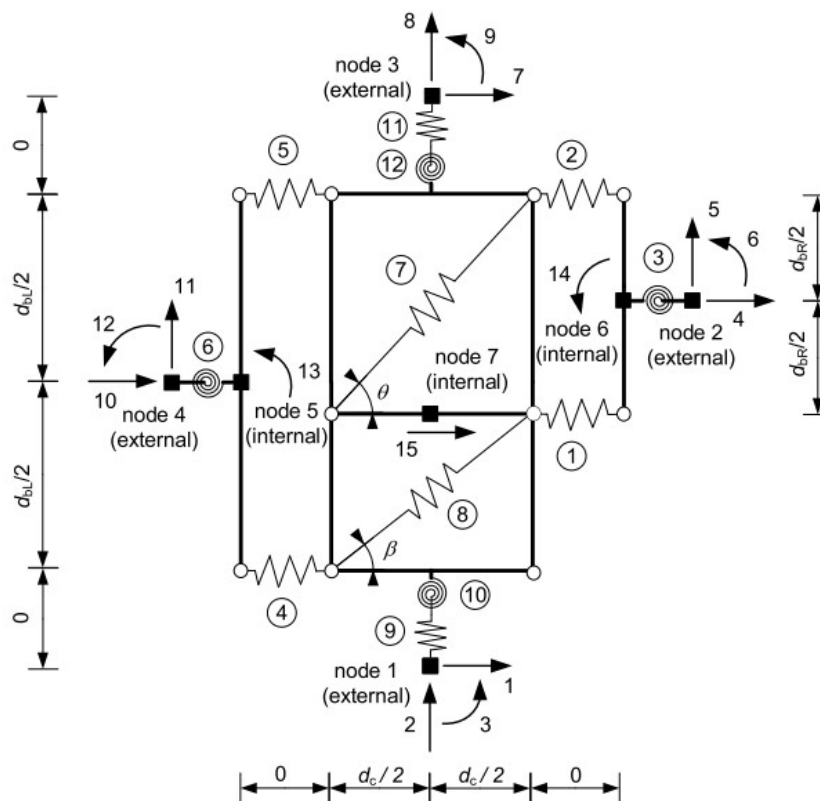 8
9
node 3
(external)
7
11
0
5
12
2
5
d_bR/2
7
14
3
6
d_bL/2
11
12
6
13
node 7
(internal)
node 6
(internal)
node 2
(external)
4
10
node 4
(external)
node 5
(internal)
θ
d_bR/2
15
1
8
d_bL/2
β
10
4
9
0
node 1
(external)
1
2
3
0
d_c / 2
d_c / 2
0